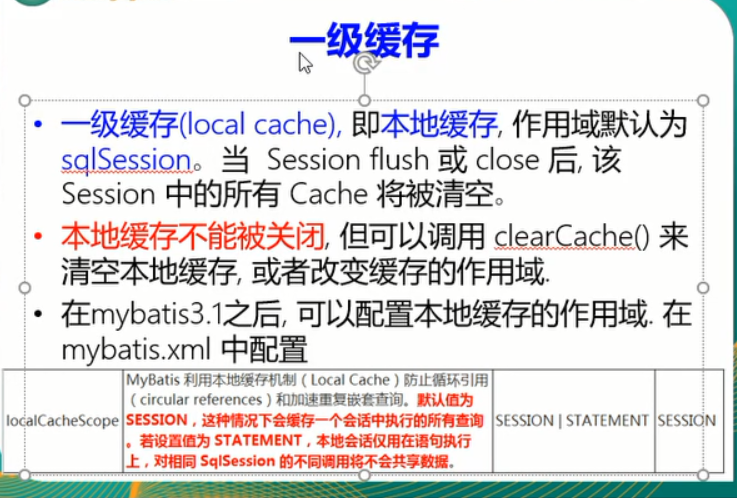 一级缓存
• 一级缓存(local cache), 即本地缓存, 作用域默认为
sqlSession。当 Session flush 或 close 后, 该
Session 中的所有 Cache 将被清空。
• 本地缓存不能被关闭, 但可以调用 clearCache() 来
清空本地缓存, 或者改变缓存的作用域.
• 在mybatis3.1之后, 可以配置本地缓存的作用域. 在
mybatis.xml 中配置
MyBatis 利用本地缓存机制（Local Cache）防止循环引用
（circular references）和加速重复嵌套查询。默认值为
localCacheScope SESSION，这种情况下会缓存一个会话中执行的所有查询 SESSION | STATEMENT SESSION
。若设置值为 STATEMENT，本地会话仅用在语句执行
上，对相同 SqlSession 的不同调用将不会共享数据。